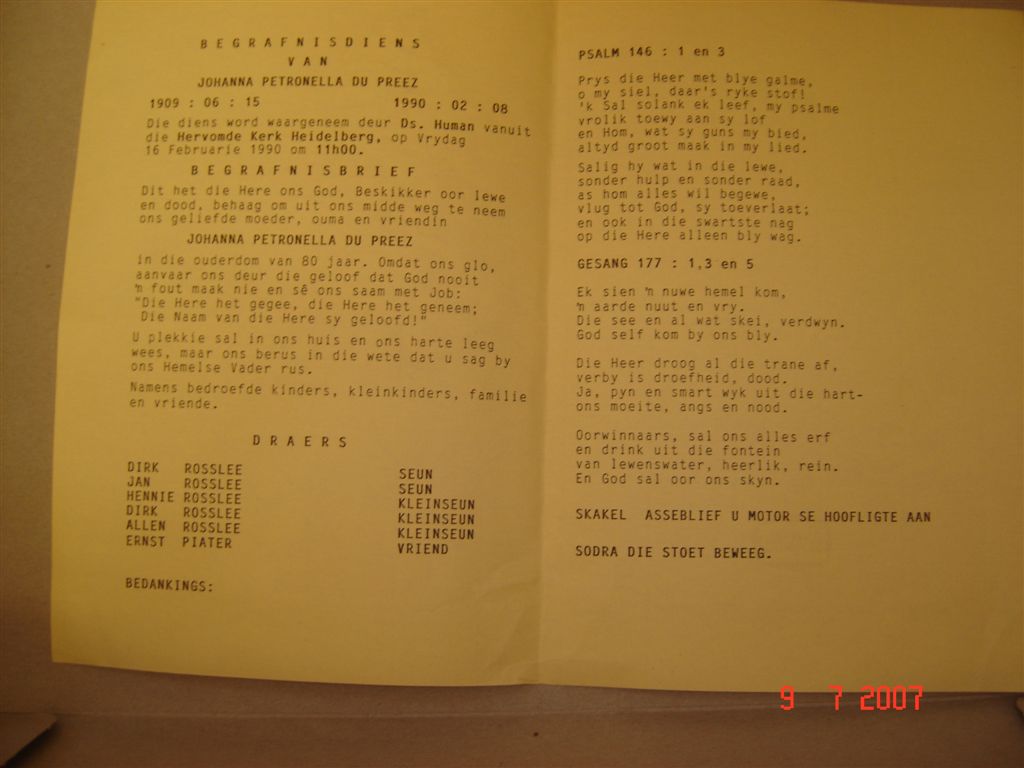 BEGRAFNISDIENS
VAN
JOHANNA PETRONELLA DU PREEZ
1909 : 06 : 15 1990 : 02 : 08
Die diens word waargeneem deur Ds. Human vanuit
die Hervomde Kerk Heidelberg, op Vrydag
16 Februarie 1990 om 11h00.
BEGRAFNISBRIEF
Dit het die Here ons God, Beskikker oor lewe
en dood, behaag om uit ons midde weg te neem
ons geliefde moeder, ouma en vriendin
JOHANNA PETRONELLA DU PREEZ
in die ouderdom van 80 jaar. Omdat ons glo,
aanvaar ons deur die geloof dat God nooit
'n fout maak nie en sê ons saam met Job:
"Die Here het gegee, die Here het geneem;
Die Naam van die Here sy geloofd!"
U plekkie sal in ons huis en ons harte leeg
wees, maar ons berus in die wete dat u sag by
ons Hemelse Vader rus.
Namens bedroefde kinders, kleinkinders, familie
en vriende.
DRAERS
DIRK ROSSLEE SEUN
JAN ROSSLEE SEUN
HENNIE ROSSLEE KLEINSEUN
DIRK ROSSLEE KLEINSEUN
ALLEN ROSSLEE KLEINSEUN
ERNST PIATER VRIEND
BEDANKINGS:
PSALM 146 : 1 en 3
Prys die Heer met blye galme,
o my siel, daar's ryke stof!
'k Sal solank ek leef, my psalme
vrolik toewy aan sy lof
en Hom, wat sy guns my bied,
altyd groot maak in my lied.
Salig hy wat in die lewe,
sonder hulp en sonder raad,
as hom alles wil begewe,
vlug tot God, sy toeverlaat;
en ook in die swartste nag
op die Here alleen bly wag.
GESANG 177 : 1,3 en 5
Ek sien 'n nuwe hemel kom,
'n aarde nuut en vry.
Die see en al wat skei, verdwyn.
God self kom by ons bly.
Die Heer droog al die trane af,
verby is droefheid, dood.
Ja, pyn en smart wyk uit die hart-
ons moeite, angs en nood.
Oorwinnaars, sal ons alles erf
en drink uit die fontein
van lewenswater, heerlik, rein.
En God sal oor ons skyn.
SKAKEL ASSEBLIEF U MOTOR SE HOOFLIGTE AAN
SODRA DIE STOET BEWEEG.
9 7 2007